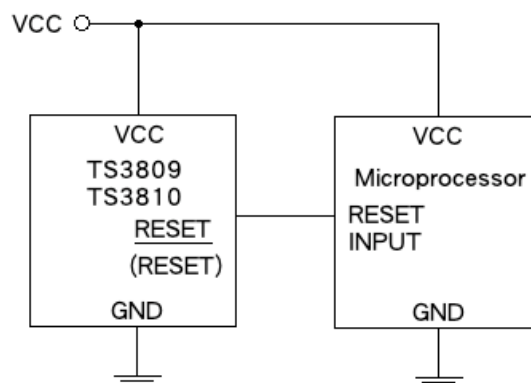 VCC
VCC
TS3809
TS3810
RESET
(RESET)
GND
VCC
Microprocessor
RESET
INPUT
GND